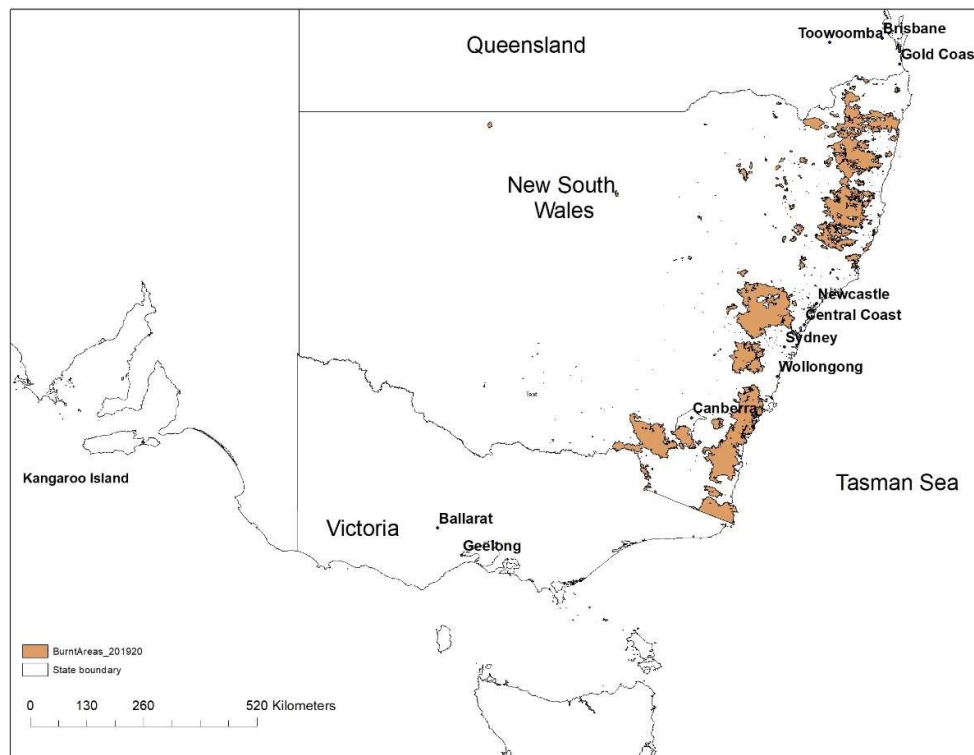 Brisbane
Toowoomba
Queensland
Gold Coas
New South
Wales
Newcastle
Central Coast
Sydney
Wollongong
Canberra
Kangaroo Island
Tasman Sea
Victoria
Ballarat
Geelong
BurntAreas_201920
State boundary
0 130 260 520 Kilometers